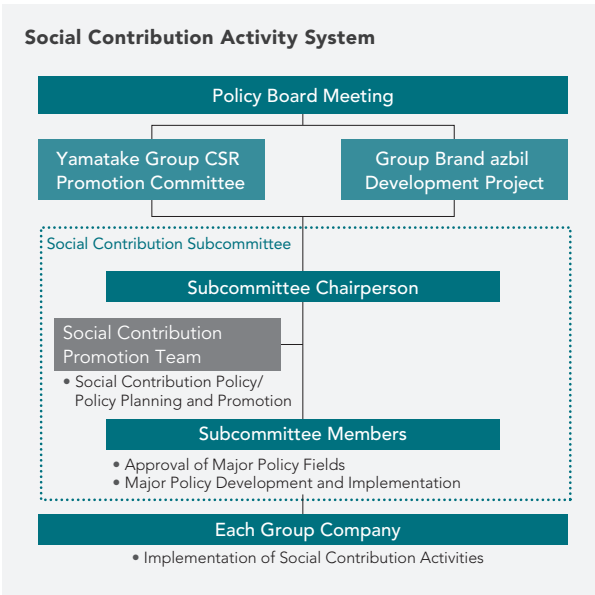 Social Contribution Activity System
Policy Board Meeting
Yamatake Group CSR
Promotion Committee
Group Brand azbil
Development Project
Social Contribution Subcommittee
Subcommittee Chairperson
Social Contribution
Promotion Team
• Social Contribution Policy/
Policy Planning and Promotion
Subcommittee Members
• Approval of Major Policy Fields
• Major Policy Development and Implementation
Each Group Company
• Implementation of Social Contribution Activities